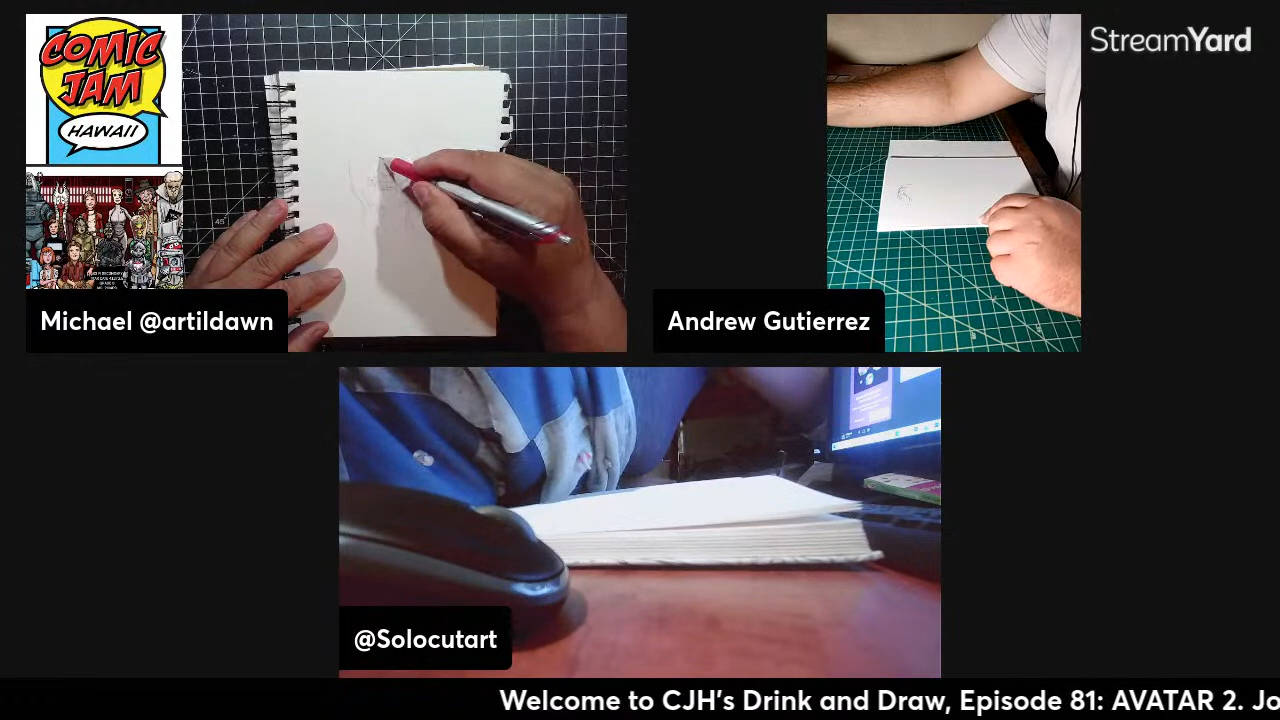 COMIC
JAM
HAWAII
StreamYard
Michael @artildawn
Andrew Gutierrez
@Solocutart
Welcome to CJH's Drink and Draw, Episode 81: AVATAR 2. Jo